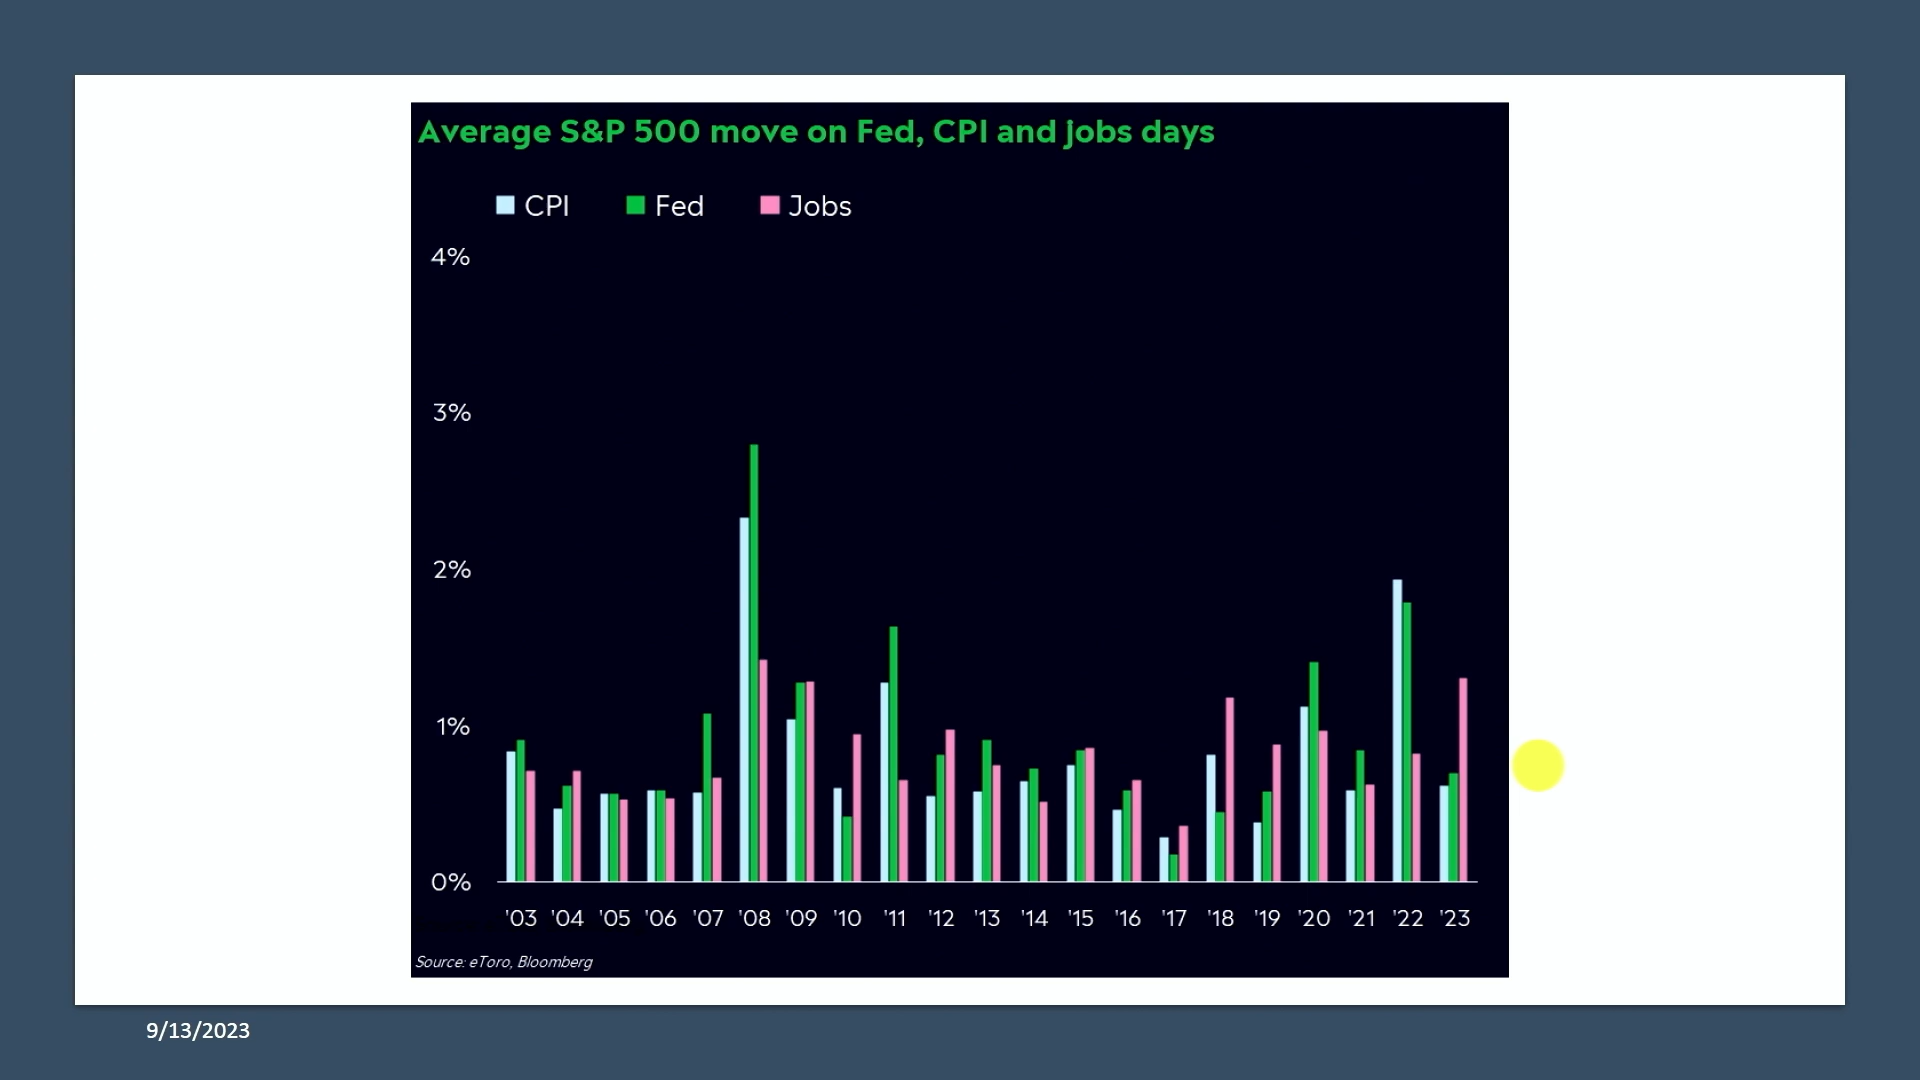 Average S&P 500 move on Fed, CPI and jobs days
CPI Fed Jobs
4%
3%
2%
1%
0%
'03 '04 '05 '06 '07 '08 '09 '10 '11 '12 '13 '14 '15 '16 '17 '18 '19 '20 '21 '22 '23
Source: eToro, Bloomberg
9/13/2023